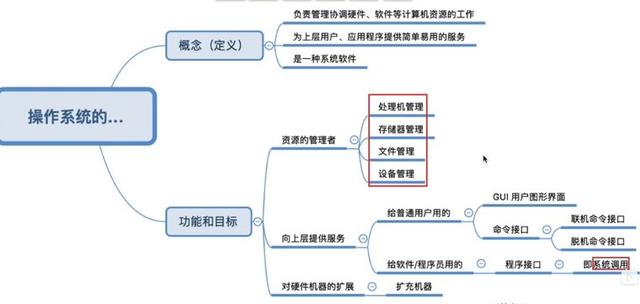 操作系统的...
概念（定义）
负责管理协调硬件、软件等计算机资源的工作
为上层用户、应用程序提供简单易用的服务
是一种系统软件
功能和目标
资源的管理者
处理机管理
存储器管理
文件管理
设备管理
向上层提供服务
给普通用户用的
GUI 用户图形界面
命令接口
联机命令接口
脱机命令接口
给软件/程序员用的
程序接口
即系统调用
对硬件机器的扩展
扩充机器